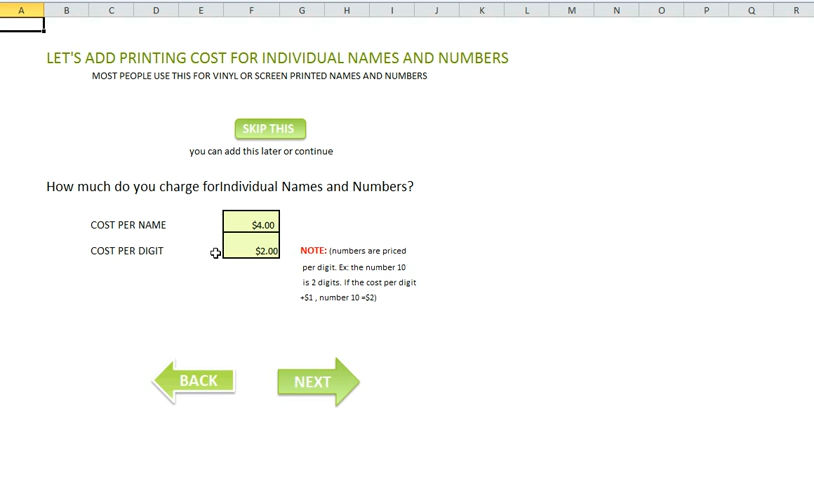 A B C D E F G H I J K L M N O P Q R
LET'S ADD PRINTING COST FOR INDIVIDUAL NAMES AND NUMBERS
MOST PEOPLE USE THIS FOR VINYL OR SCREEN PRINTED NAMES AND NUMBERS
SKIP THIS
you can add this later or continue
How much do you charge forIndividual Names and Numbers?
COST PER NAME $4.00
COST PER DIGIT $2.00
NOTE: (numbers are priced
per digit. Ex: the number 10
is 2 digits. If the cost per digit
+$1 , number 10 =$2)
BACK NEXT